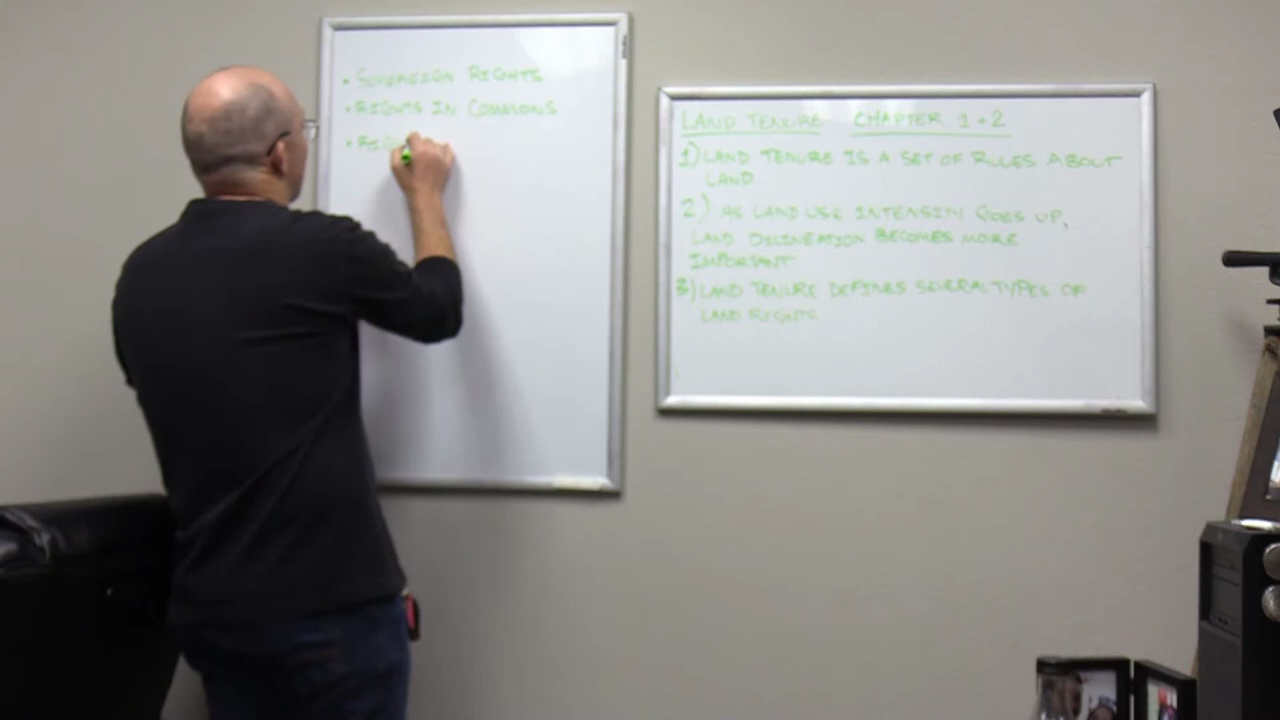 • SOVEREIGN RIGHTS
• RIGHTS IN COMMONS
• RIG
LAND TENURE CHAPTER 1+2
1) LAND TENURE IS A SET OF RULES ABOUT
LAND
2) AS LAND USE INTENSITY GOES UP,
LAND DILINEATION BECOMES MORE
IMPORTANT
3) LAND TENURE DEFINES SEVERAL TYPES OF
LAND RIGHTS